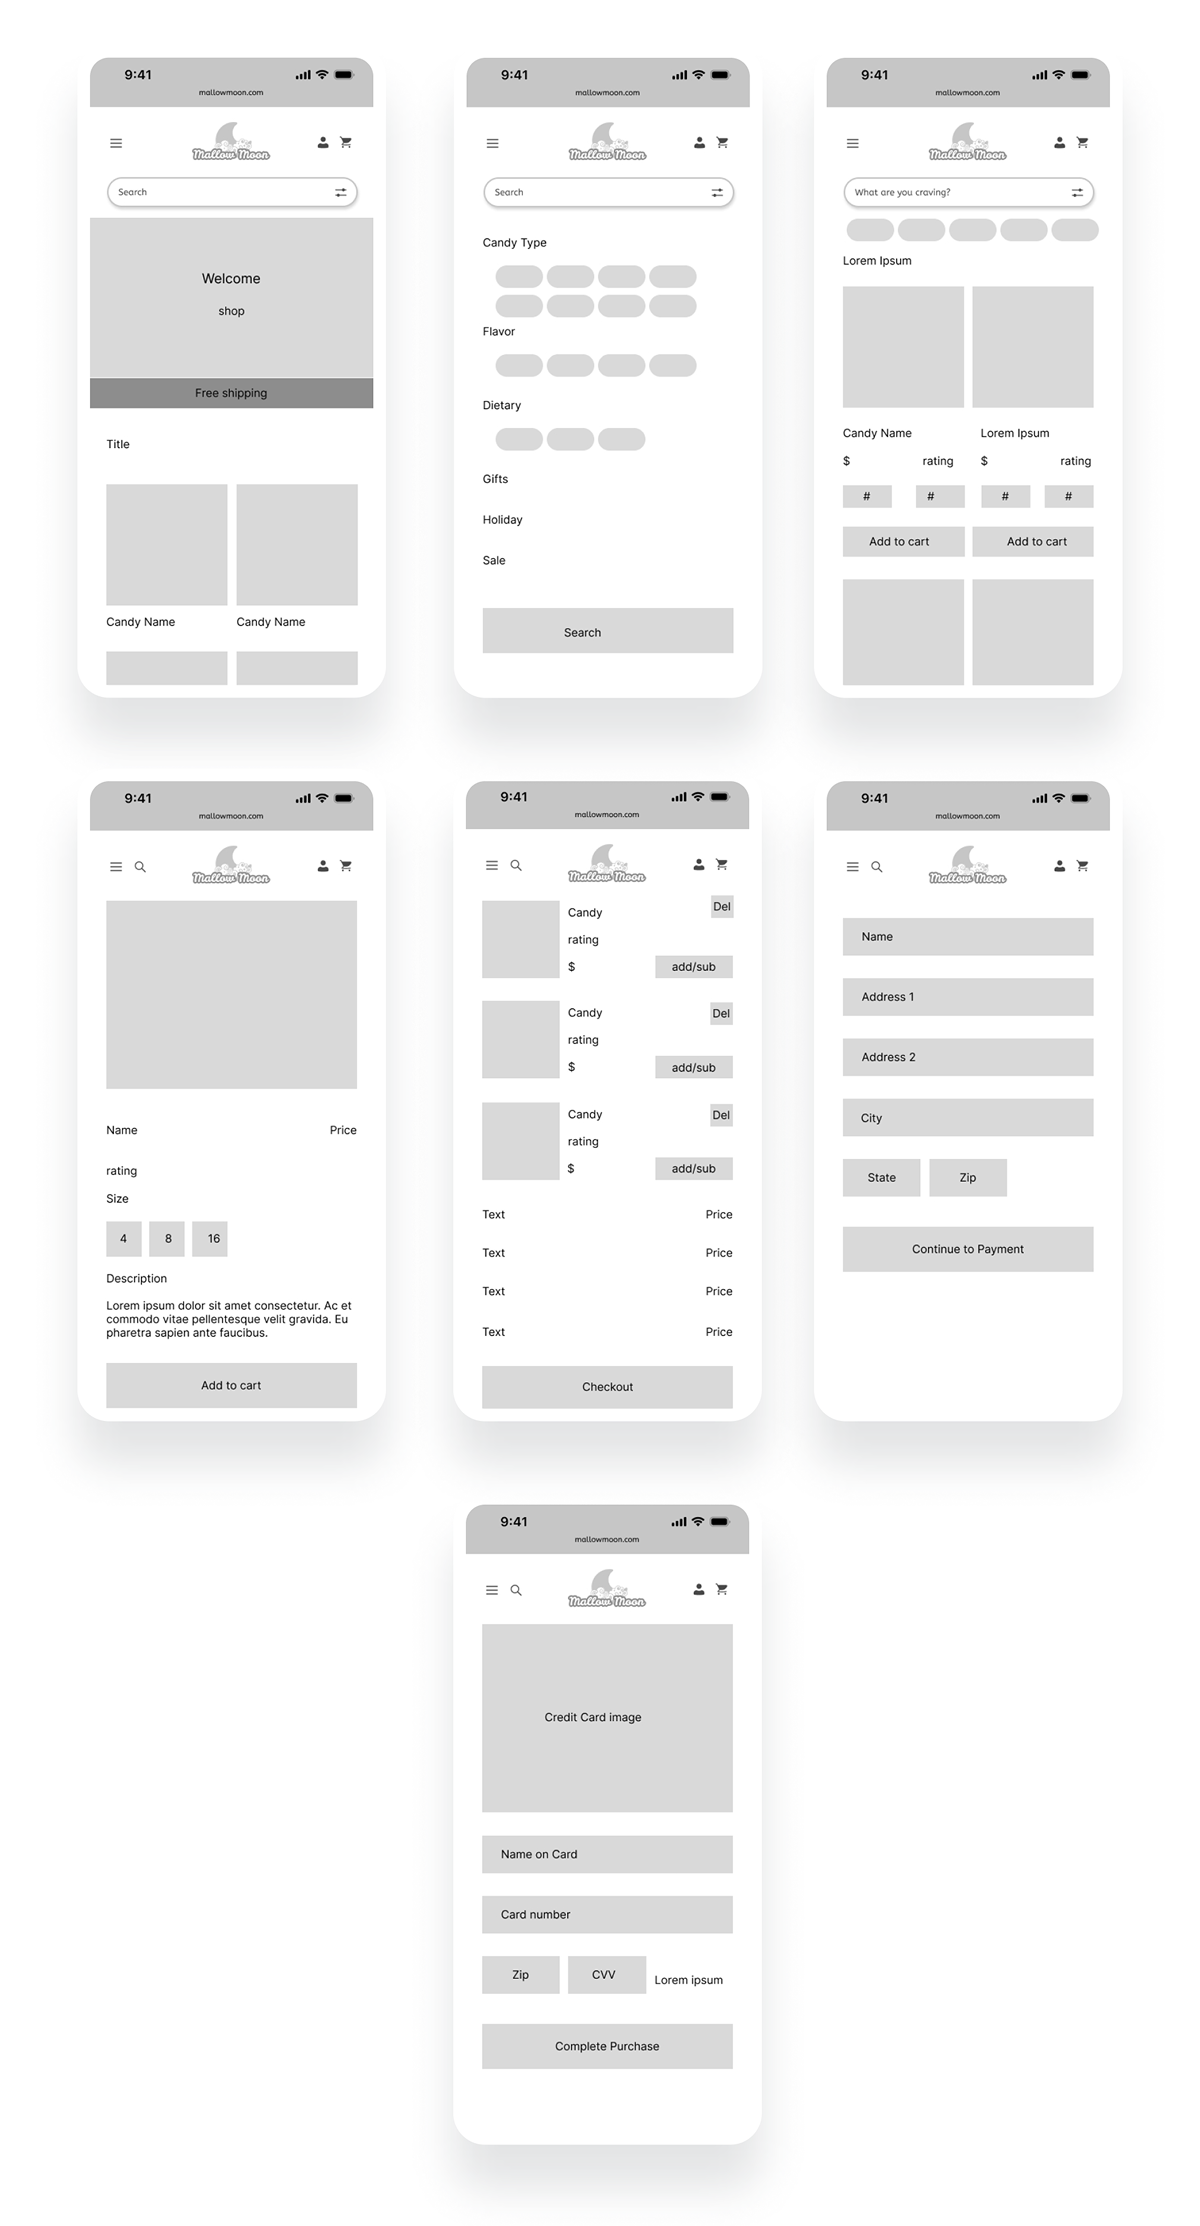 9:41
mallowmoon.com
Mallow Moon
Search
Welcome
shop
Free shipping
Title
Candy Name
Candy Name
9:41
mallowmoon.com
Mallow Moon
Search
Candy Type
Flavor
Dietary
Gifts
Holiday
Sale
Search
9:41
mallowmoon.com
Mallow Moon
What are you craving?
Lorem Ipsum
Candy Name
Lorem Ipsum
$ rating $ rating
# # # #
Add to cart
Add to cart
9:41
mallowmoon.com
Mallow Moon
Name Price
rating
Size
4 8 16
Description
Lorem ipsum dolor sit amet consectetur. Ac et
commodo vitae pellentesque velit gravida. Eu
pharetra sapien ante faucibus.
Add to cart
9:41
mallowmoon.com
Mallow Moon
Candy Del
rating
$ add/sub
Candy Del
rating
$ add/sub
Candy Del
rating
$ add/sub
Text Price
Text Price
Text Price
Text Price
Checkout
9:41
mallowmoon.com
Mallow Moon
Name
Address 1
Address 2
City
State Zip
Continue to Payment
9:41
mallowmoon.com
Mallow Moon
Credit Card image
Name on Card
Card number
Zip CVV Lorem ipsum
Complete Purchase